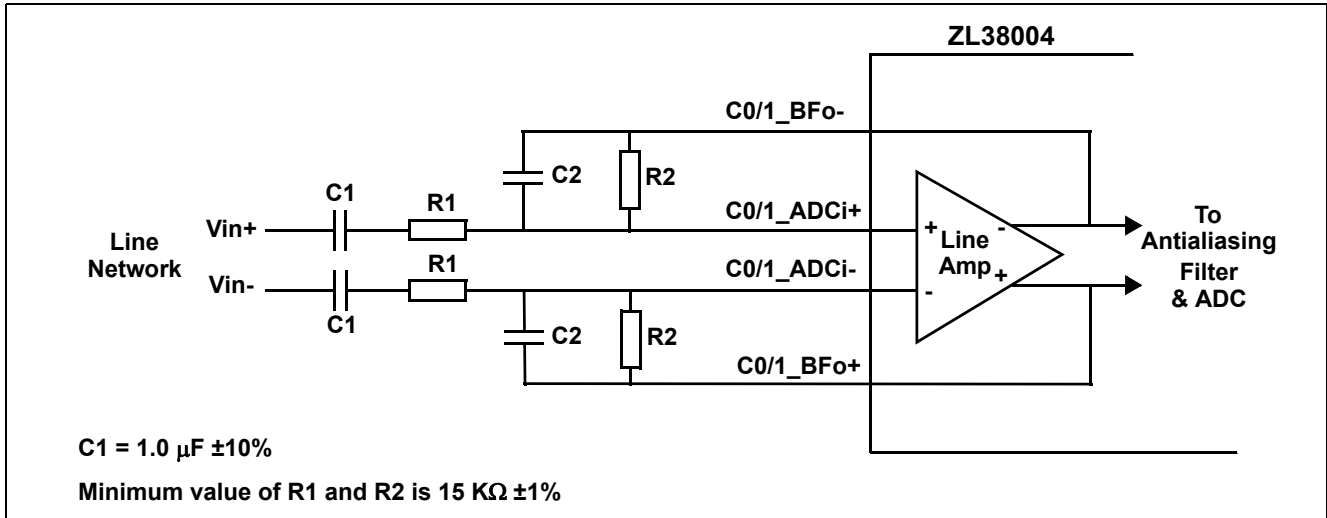 ZL38004
C0/1_BFo-
C2
R2
C1
R1
C0/1_ADCi+
Vin+
Line
Network
Vin-
R1
C1
C0/1_ADCi-
C2
R2
C0/1_BFo+
+
-
Line
Amp
-
+
To
Antialiasing
Filter
& ADC
C1 = 1.0 μF ±10%
Minimum value of R1 and R2 is 15 KΩ ±1%